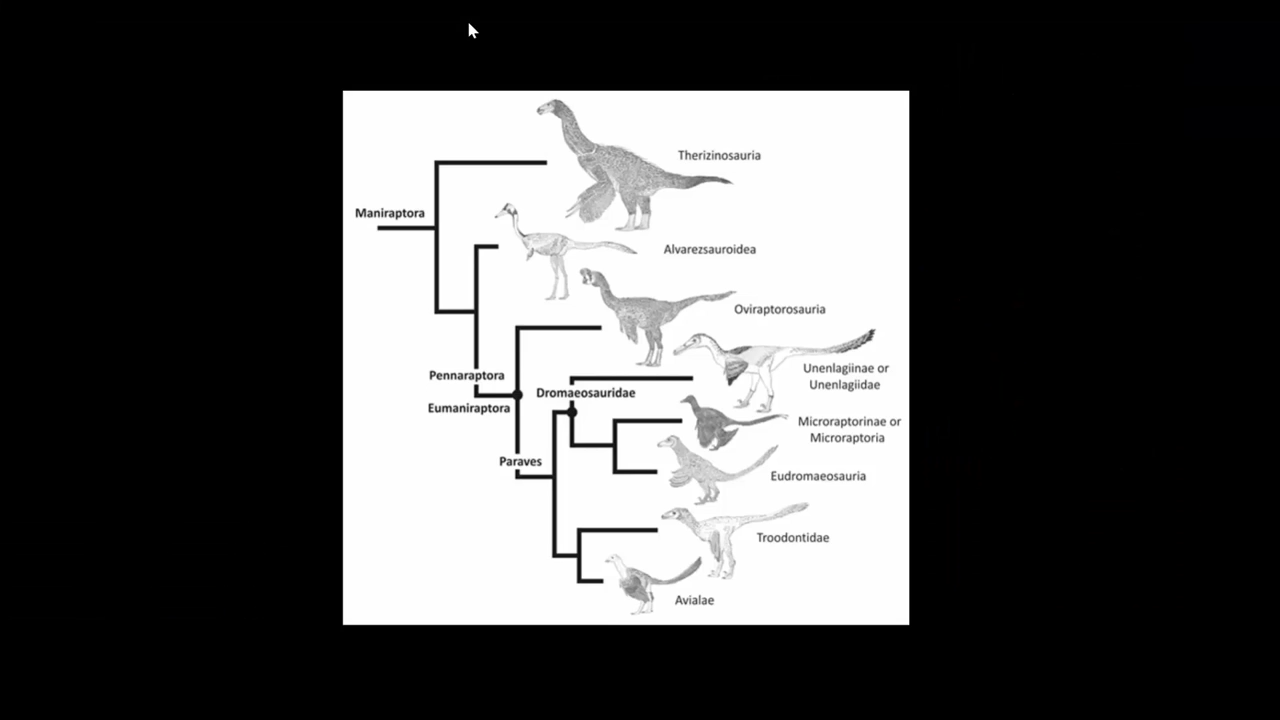 Therizinosauria
Maniraptora
Alvarezsauroidea
Oviraptorosauria
Unenlagiinae or
Unenlagiidae
Pennaraptora
Dromaeosauridae
Eumaniraptora
Microraptorinae or
Microraptoria
Paraves
Eudromaeosauria
Troodontidae
Avialae